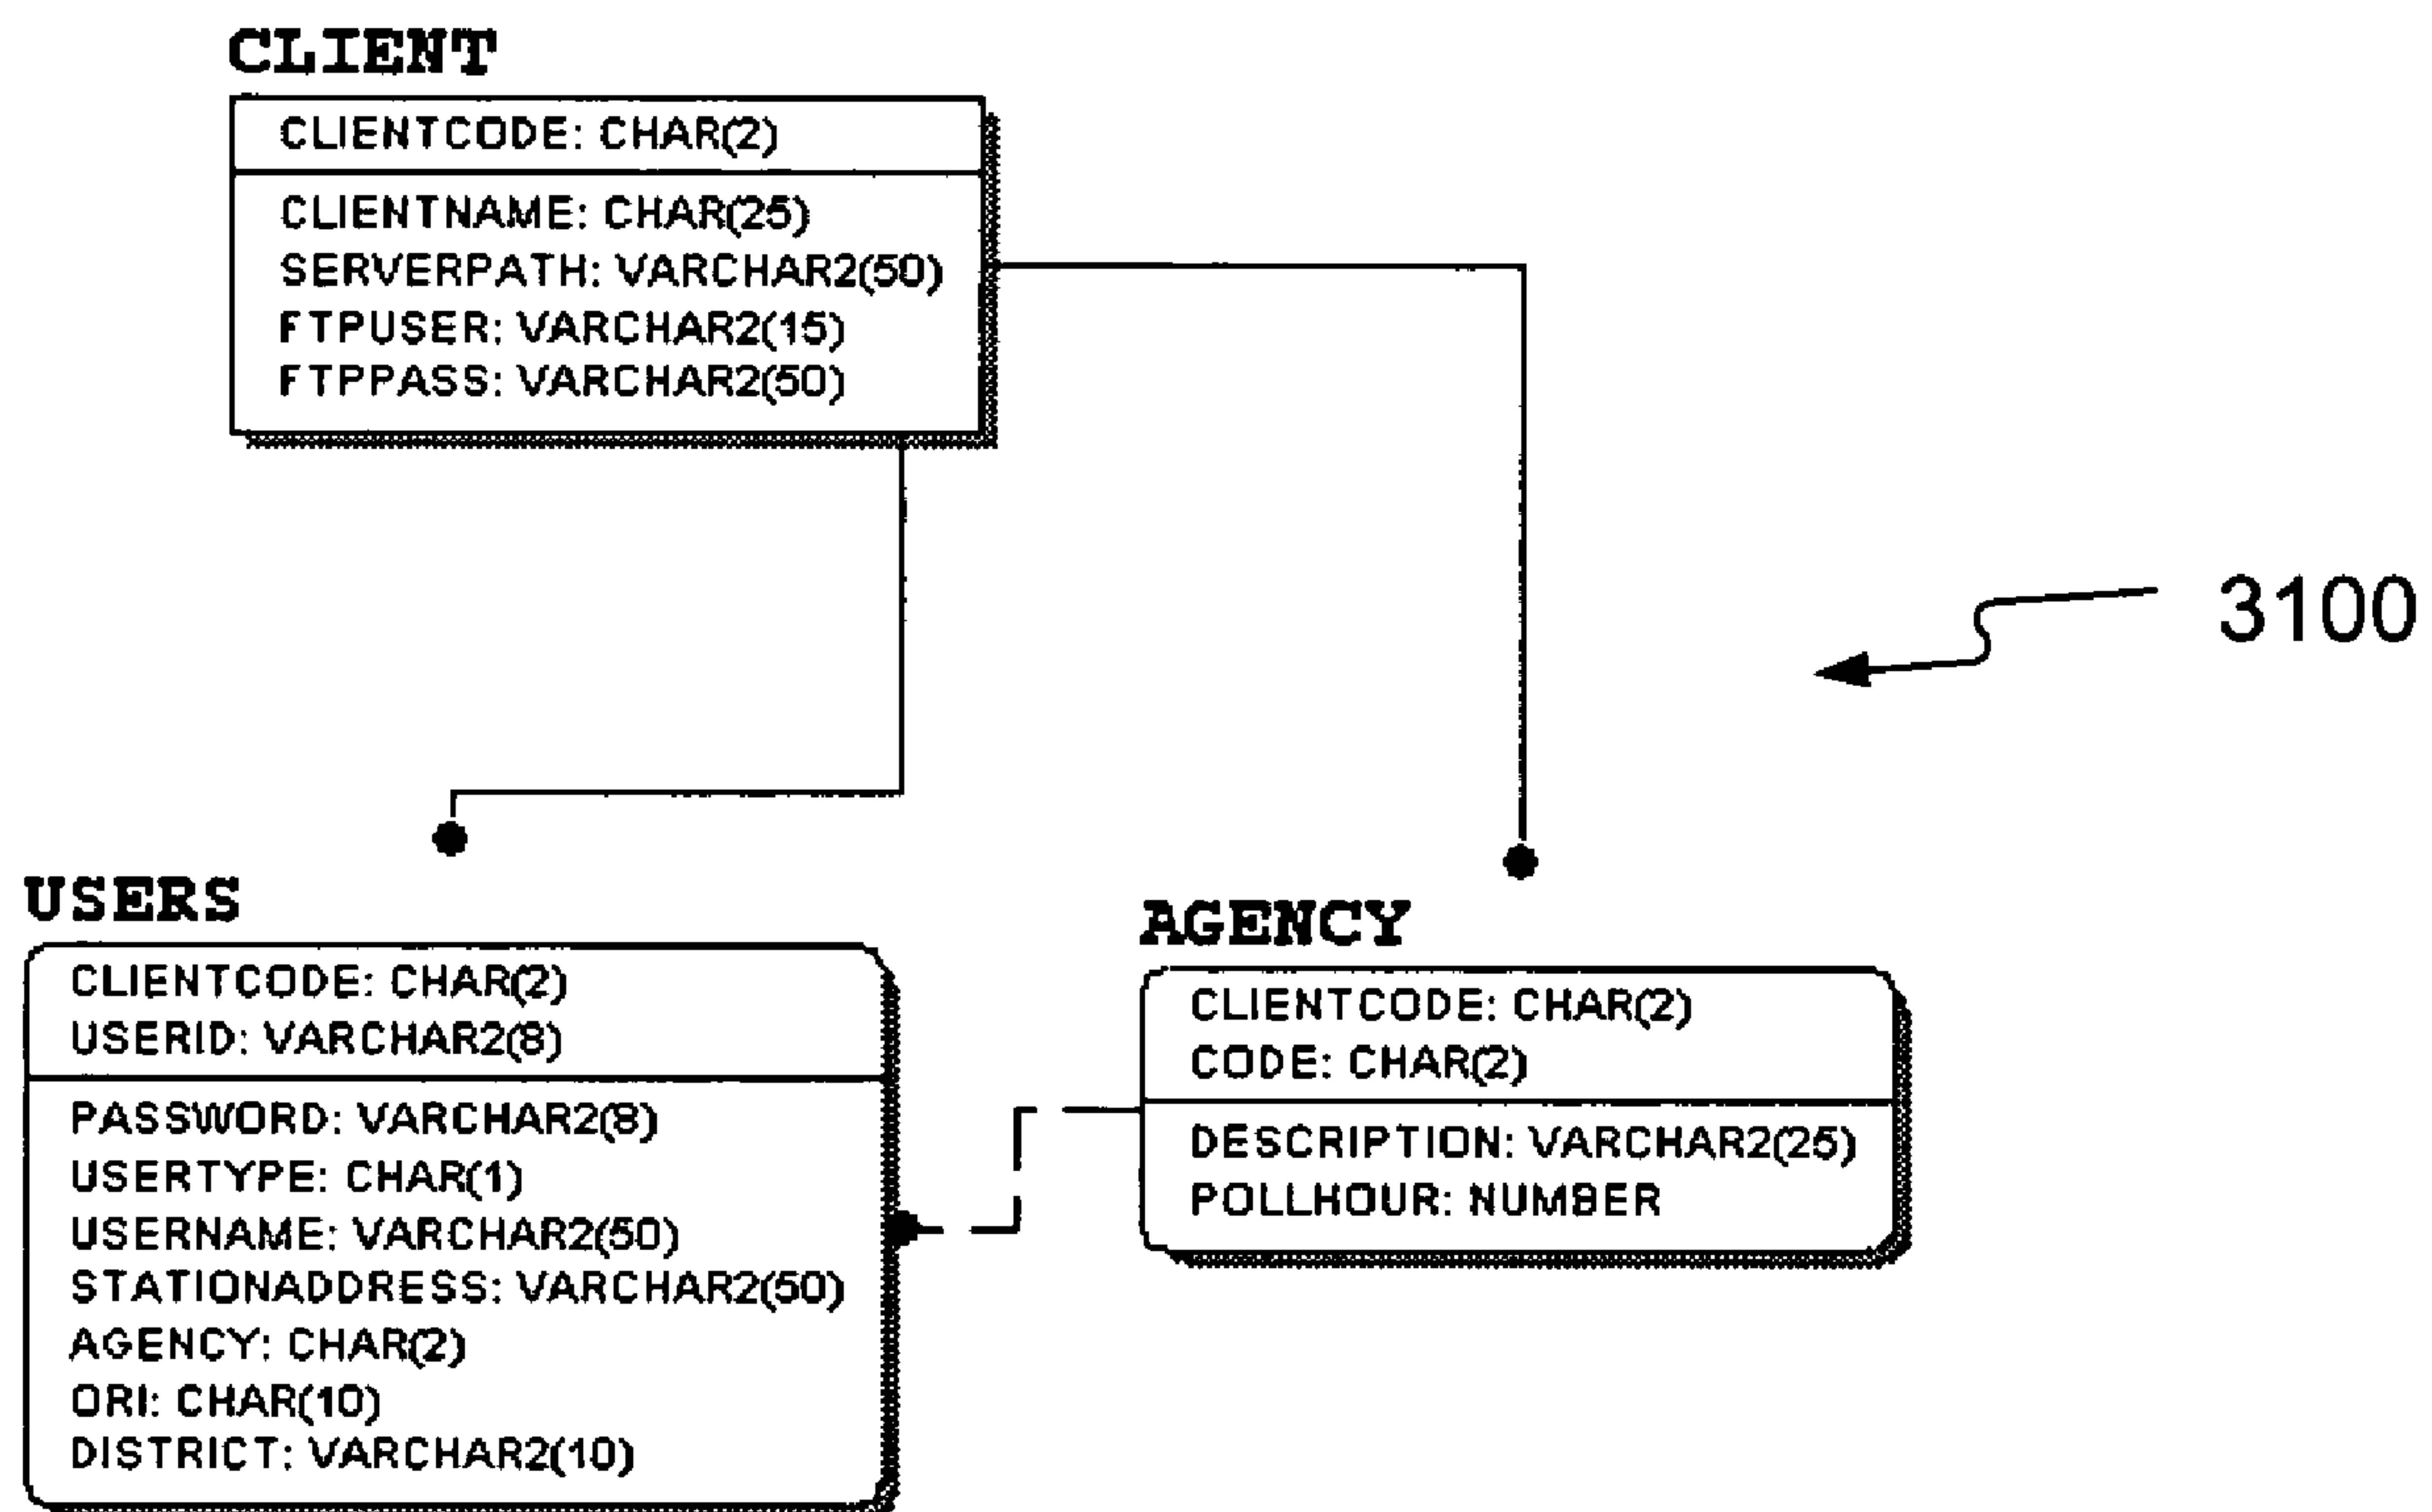 CLIENT
CLIENTCODE: CHAR(2)
CLIENTNAME: CHAR(25)
SERVERPATH: VARCHAR2(50)
FTPUSER: VARCHAR2(15)
FTPPASS: VARCHAR2(50)
3100
USERS
CLIENTCODE: CHAR(2)
USERID: VARCHAR2(8)
PASSWORD: VARCHAR2(8)
USERTYPE: CHAR(1)
USERNAME: VARCHAR2(50)
STATIONADDRESS: VARCHAR2(50)
AGENCY: CHAR(2)
ORI: CHAR(10)
DISTRICT: VARCHAR2(10)
AGENCY
CLIENTCODE: CHAR(2)
CODE: CHAR(2)
DESCRIPTION: VARCHAR2(25)
POLLHOUR: NUMBER